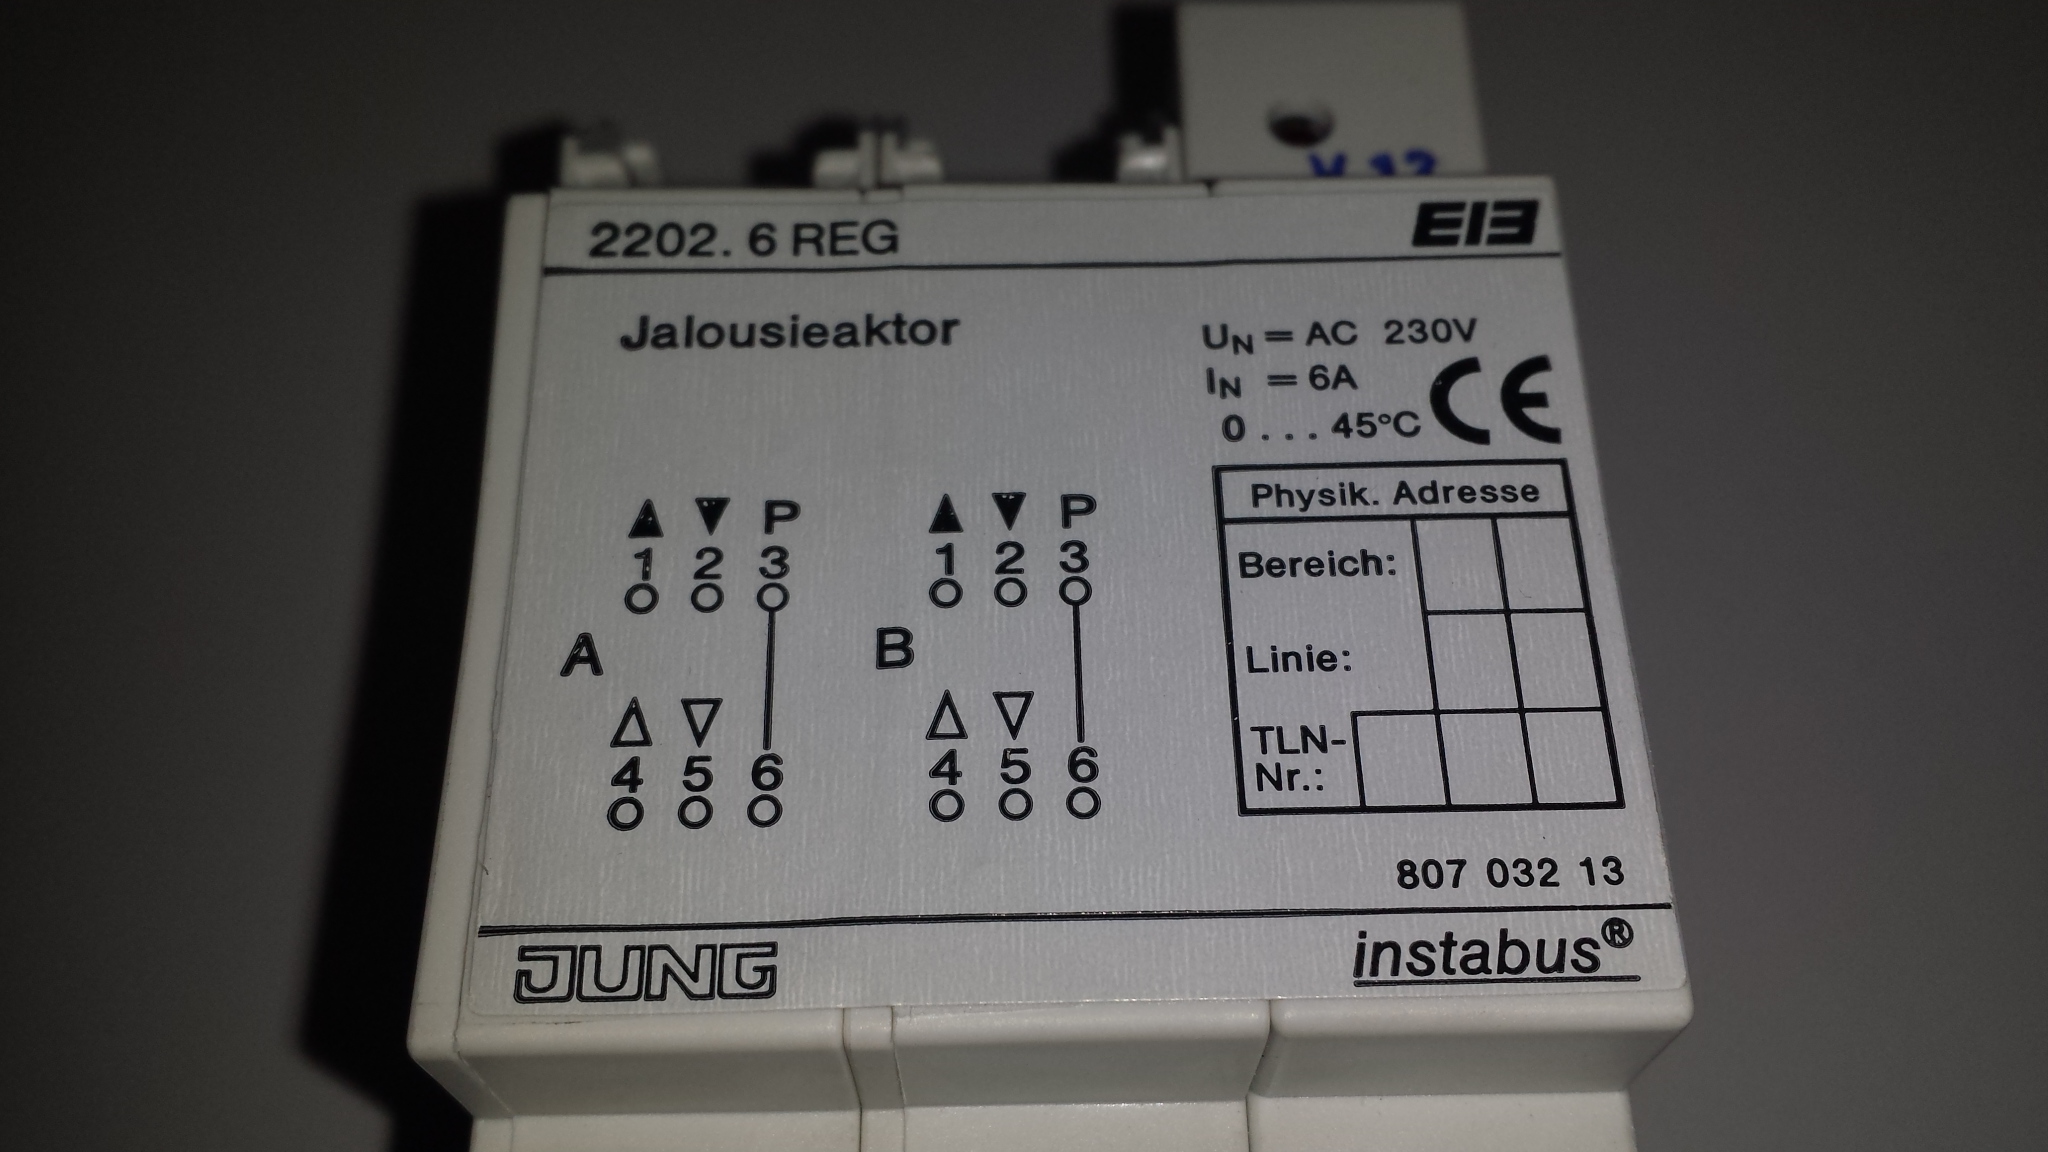 2202. 6 REG
EIB
Jalousieaktor
UN = AC 230V
IN = 6A
0 . . . 45°C
CE
▲ ▼ P
1 2 3
A
△ ▽
4 5 6
▲ ▼ P
1 2 3
B
△ ▽
4 5 6
Physik. Adresse
Bereich:
Linie:
TLN-
Nr.:
807 032 13
JUNG
instabus®